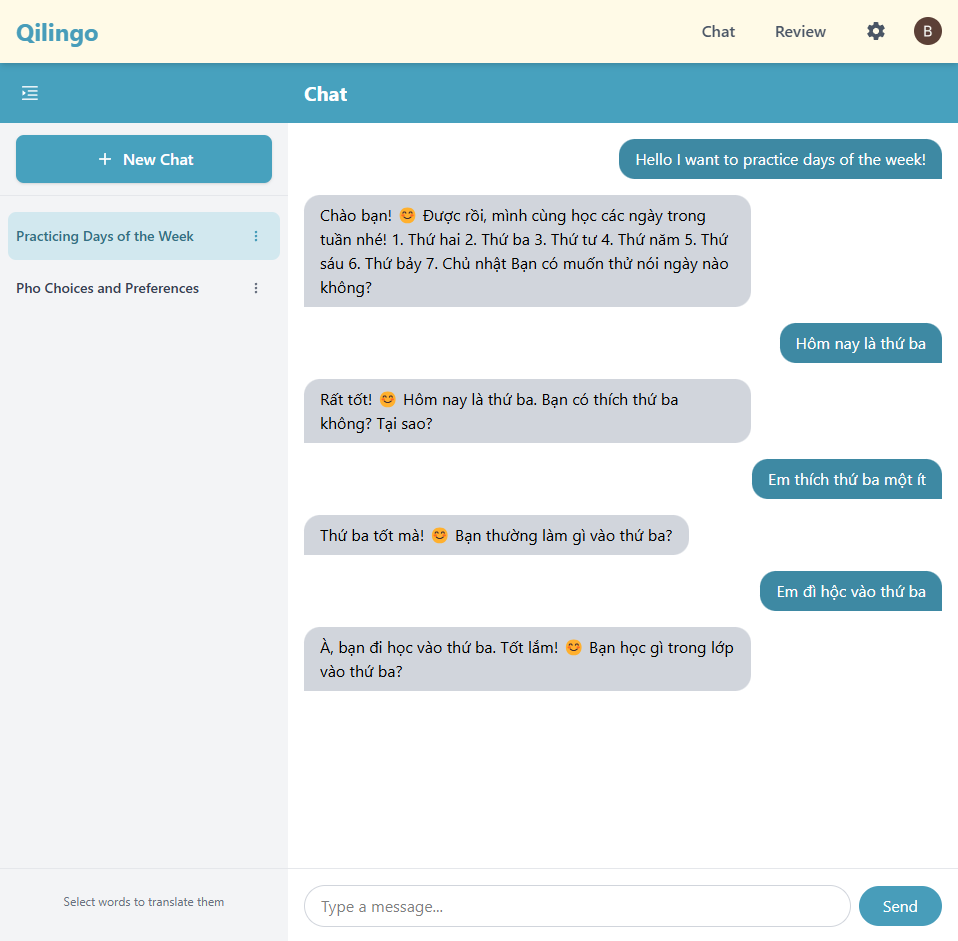 Qilingo
Chat
Review
B
Chat
+ New Chat
Practicing Days of the Week
Pho Choices and Preferences
Hello I want to practice days of the week!
Chào bạn! 😊 Được rồi, mình cùng học các ngày trong
tuần nhé! 1. Thứ hai 2. Thứ ba 3. Thứ tư 4. Thứ năm 5. Thứ
sáu 6. Thứ bảy 7. Chủ nhật Bạn có muốn thử nói ngày nào
không?
Hôm nay là thứ ba
Rất tốt! 😊 Hôm nay là thứ ba. Bạn có thích thứ ba
không? Tại sao?
Em thích thứ ba một ít
Thứ ba tốt mà! 😊 Bạn thường làm gì vào thứ ba?
Em đì hộc vào thứ ba
À, bạn đi học vào thứ ba. Tốt lắm! 😊 Bạn học gì trong lớp
vào thứ ba?
Select words to translate them
Type a message...
Send